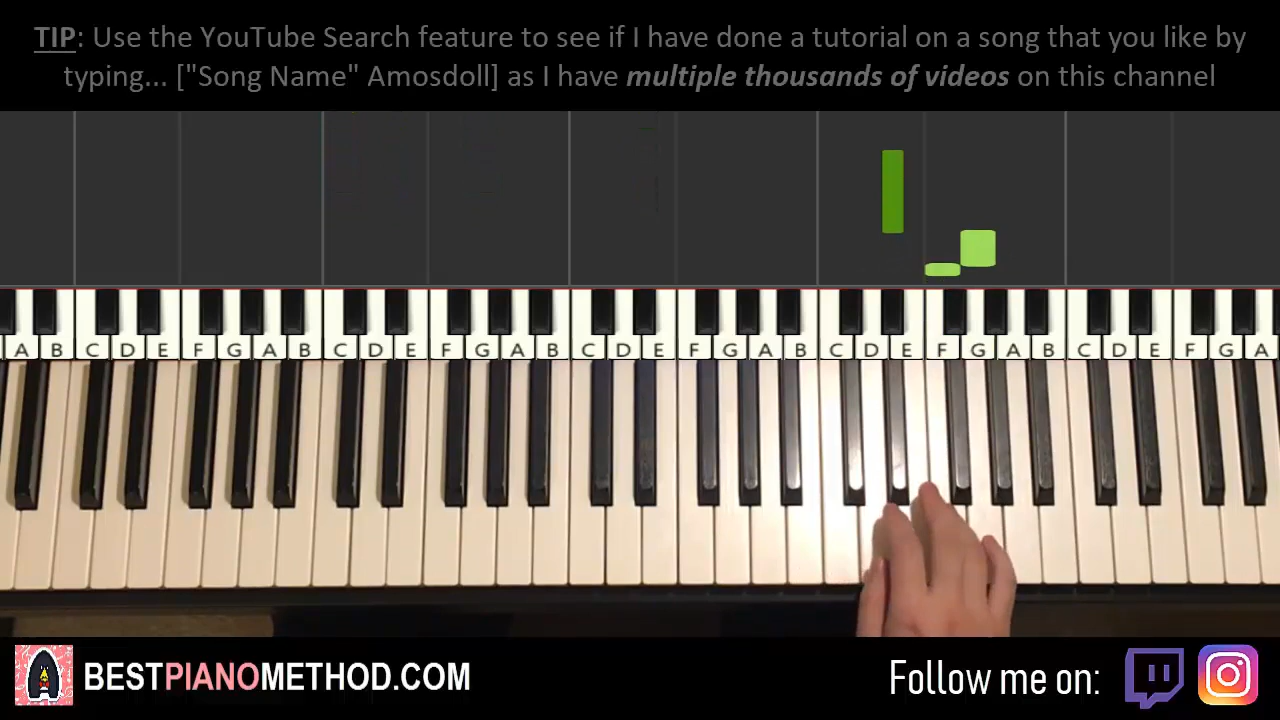 TIP: Use the YouTube Search feature to see if I have done a tutorial on a song that you like by
typing... ["Song Name" Amosdoll] as I have multiple thousands of videos on this channel
A B C D E F G A B C D E F G A B C D E F G A B C D E F G A B C D E F G A
BESTPIANOMETHOD.COM
Follow me on: